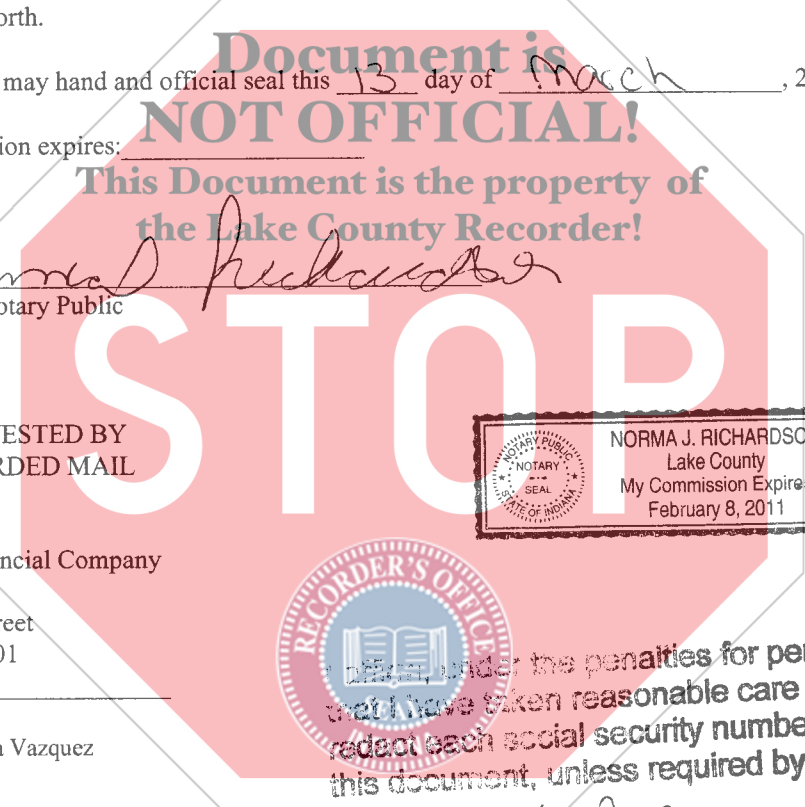 orth.
Document is
may hand and official seal this 13 day of March, 2
NOT OFFICIAL!
ion expires:
This Document is the property of
the Lake County Recorder!
otary Public
STOP
ESTED BY
RDED MAIL
NORMA J. RICHARDSO
Lake County
My Commission Expire
February 8, 2011
NOTARY PUBLIC
NOTARY
SEAL
STATE OF INDIANA
ncial Company
reet
01
RECORDER'S OFFICE
SEAL
I affirm, under the penalties for per
that I have taken reasonable care
redact each social security numbe
this document, unless required by
a Vazquez